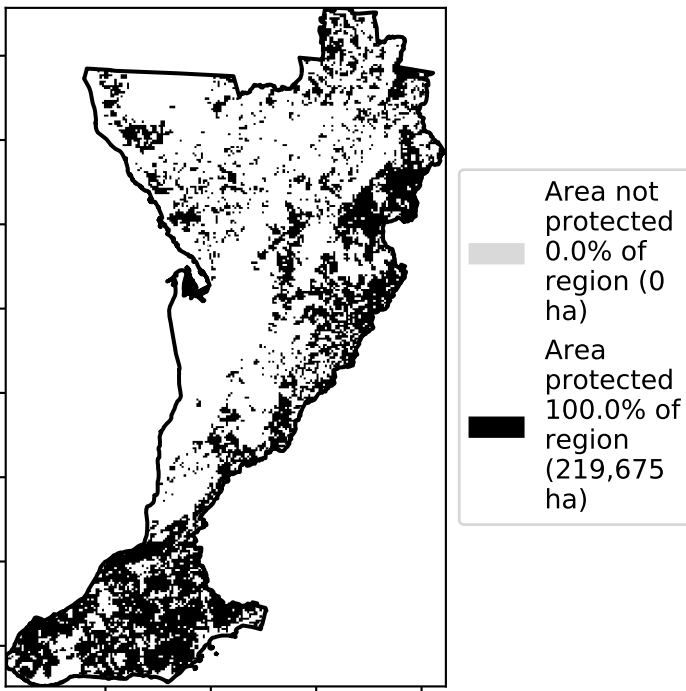 Area not
protected
0.0% of
region (0
ha)
Area
protected
100.0% of
region
(219,675
ha)